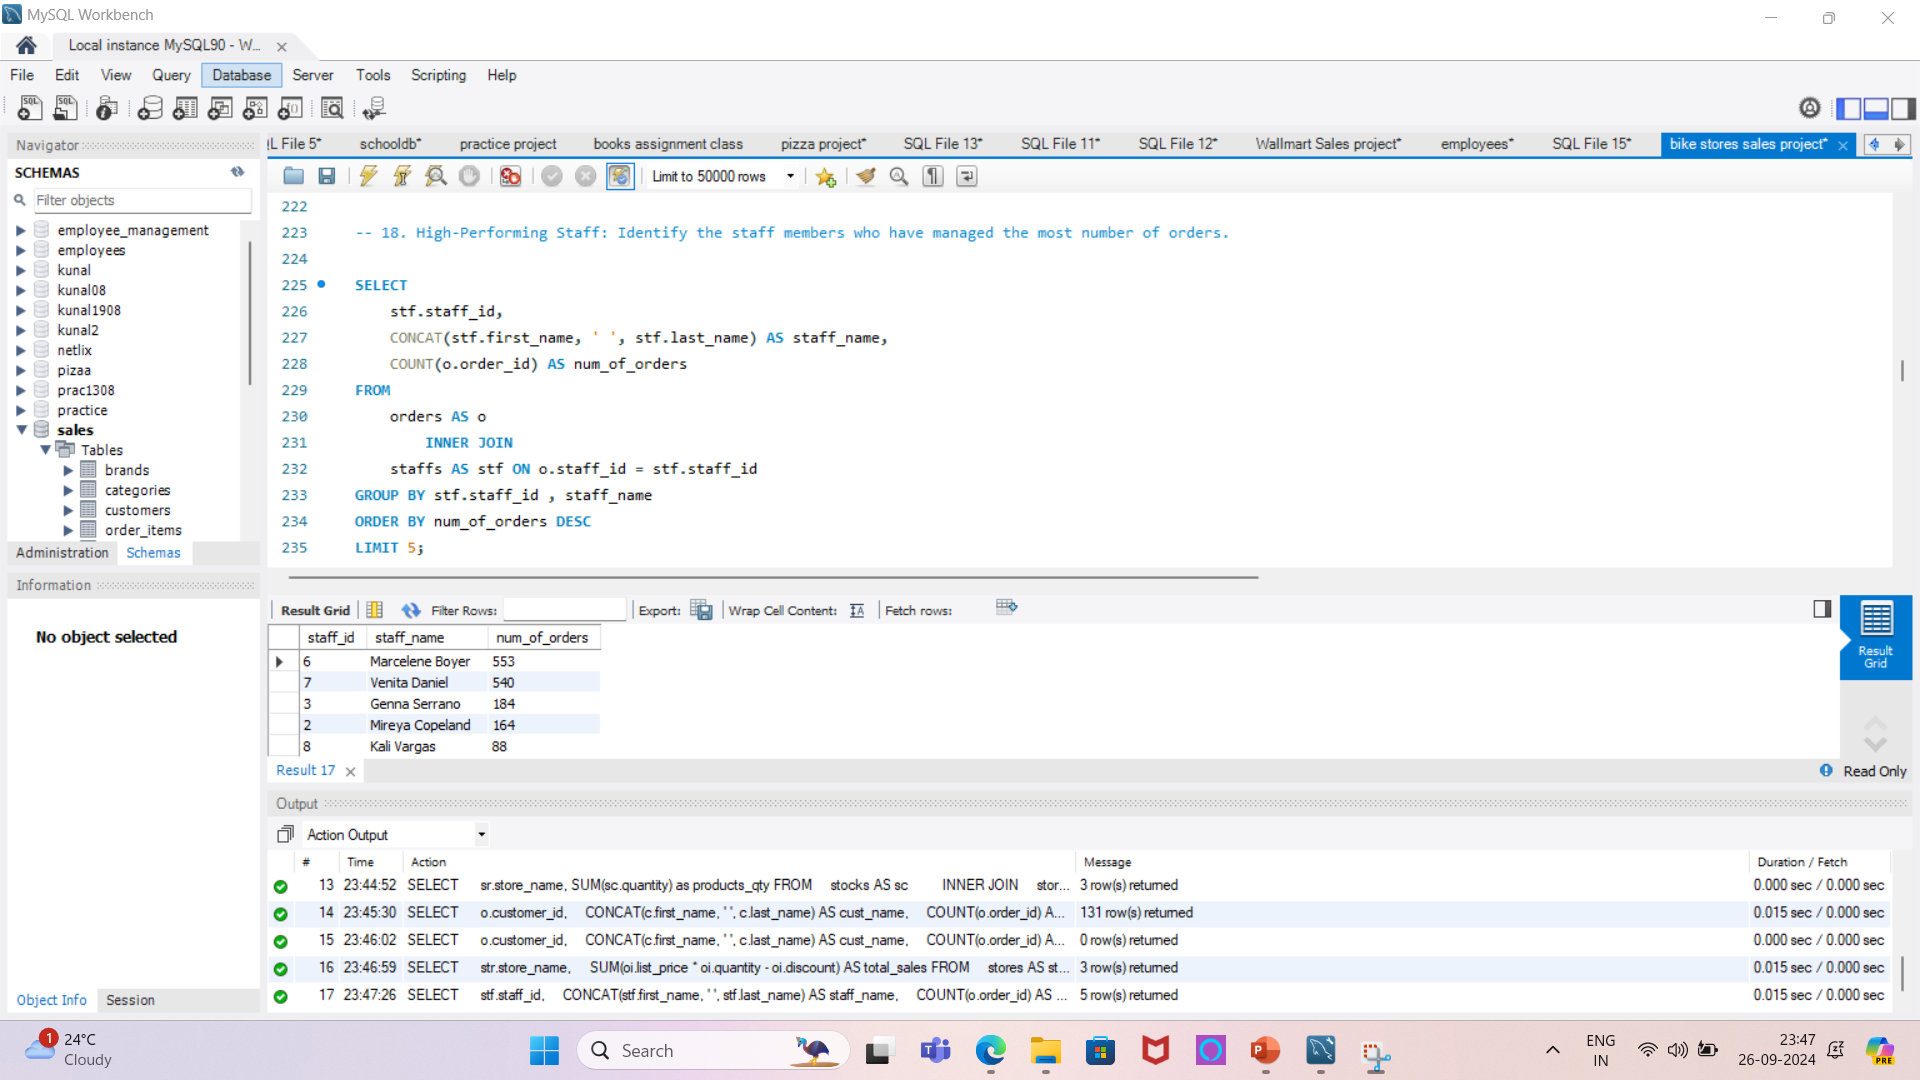 MySQL Workbench
Local instance MySQL90 - W...
File Edit View Query Database Server Tools Scripting Help
Navigator
L File 5* schooldb* practice project books assignment class pizza project* SQL File 13* SQL File 11* SQL File 12* Wallmart Sales project* employees* SQL File 15* bike stores sales project*
SCHEMAS
Limit to 50000 rows
Filter objects
employee_management
employees
kunal
kunal08
kunal1908
kunal2
netlix
pizaa
prac1308
practice
sales
Tables
brands
categories
customers
order_items
Administration Schemas
Information
No object selected
Object Info Session
222
223 -- 18. High-Performing Staff: Identify the staff members who have managed the most number of orders.
224
225 SELECT
226 stf.staff_id,
227 CONCAT(stf.first_name, ' ', stf.last_name) AS staff_name,
228 COUNT(o.order_id) AS num_of_orders
229 FROM
230 orders AS o
231 INNER JOIN
232 staffs AS stf ON o.staff_id = stf.staff_id
233 GROUP BY stf.staff_id , staff_name
234 ORDER BY num_of_orders DESC
235 LIMIT 5;
Result Grid Filter Rows: Export: Wrap Cell Content: Fetch rows:
staff_id staff_name num_of_orders
6 Marcelene Boyer 553
7 Venita Daniel 540
3 Genna Serrano 184
2 Mireya Copeland 164
8 Kali Vargas 88
Result
Grid
Result 17
Read Only
Output
Action Output
# Time Action Message Duration / Fetch
13 23:44:52 SELECT sr.store_name, SUM(sc.quantity) as products_qty FROM stocks AS sc INNER JOIN stor... 3 row(s) returned 0.000 sec / 0.000 sec
14 23:45:30 SELECT o.customer_id, CONCAT(c.first_name, ' ', c.last_name) AS cust_name, COUNT(o.order_id) A... 131 row(s) returned 0.015 sec / 0.000 sec
15 23:46:02 SELECT o.customer_id, CONCAT(c.first_name, ' ', c.last_name) AS cust_name, COUNT(o.order_id) A... 0 row(s) returned 0.000 sec / 0.000 sec
16 23:46:59 SELECT str.store_name, SUM(oi.list_price * oi.quantity - oi.discount) AS total_sales FROM stores AS st... 3 row(s) returned 0.015 sec / 0.000 sec
17 23:47:26 SELECT stf.staff_id, CONCAT(stf.first_name, ' ', stf.last_name) AS staff_name, COUNT(o.order_id) AS ... 5 row(s) returned 0.015 sec / 0.000 sec
1
24°C
Cloudy
Search
ENG
IN
23:47
26-09-2024
PRE